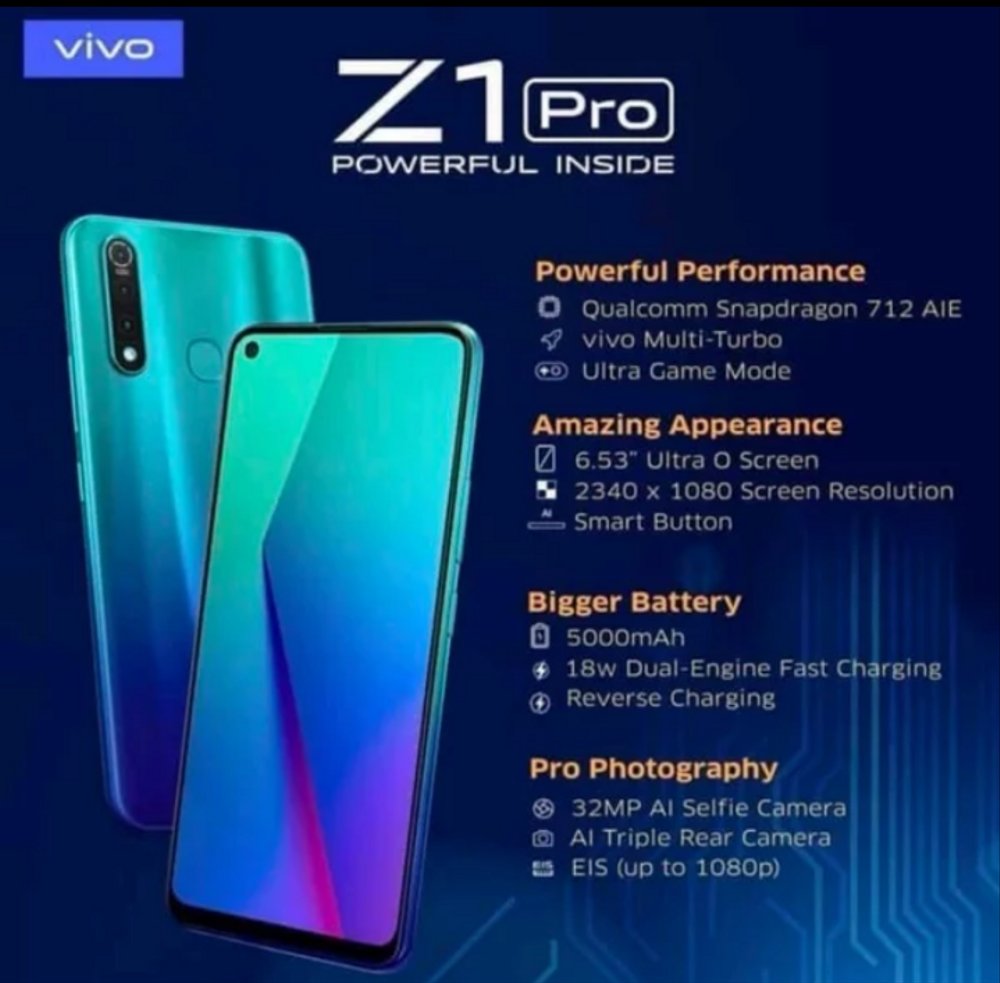 vivo
Z1 Pro
POWERFUL INSIDE
Powerful Performance
Qualcomm Snapdragon 712 AIE
vivo Multi-Turbo
Ultra Game Mode
Amazing Appearance
6.53" Ultra O Screen
2340 x 1080 Screen Resolution
AI
Smart Button
Bigger Battery
5000mAh
18w Dual-Engine Fast Charging
Reverse Charging
Pro Photography
32MP AI Selfie Camera
AI Triple Rear Camera
EIS
EIS (up to 1080p)